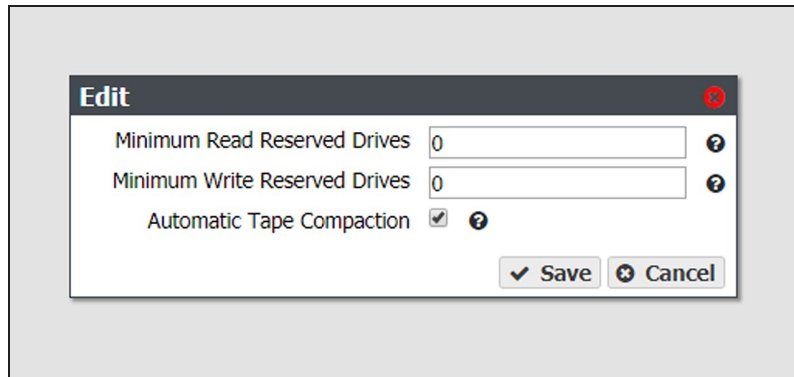 Edit
Minimum Read Reserved Drives 0
Minimum Write Reserved Drives 0
Automatic Tape Compaction
Save Cancel